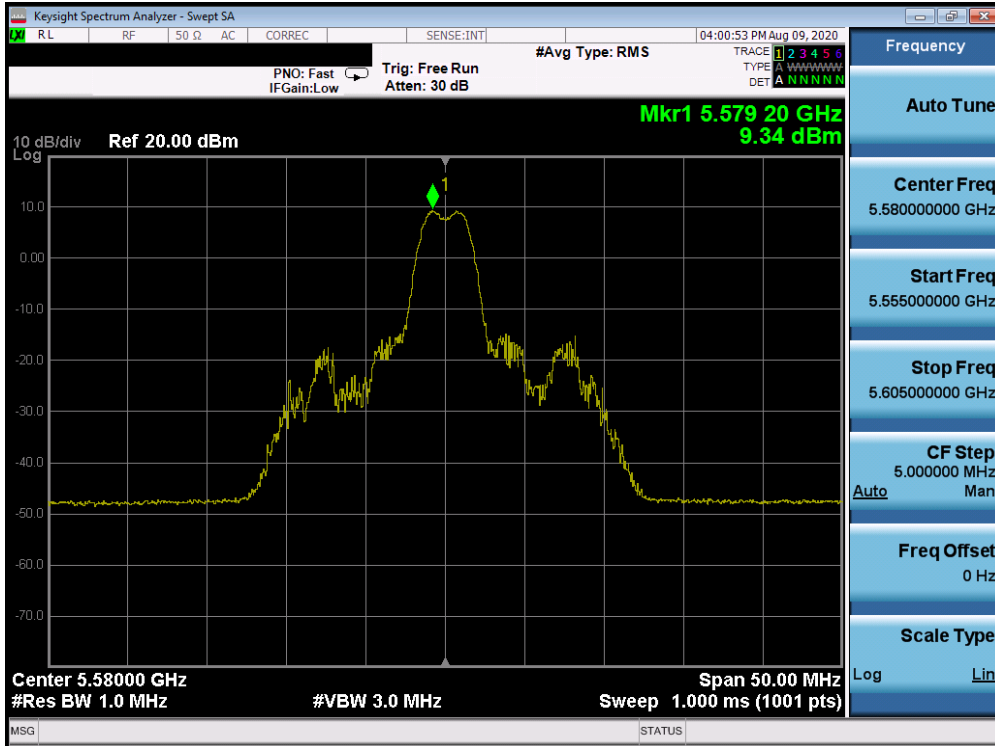 Keysight Spectrum Analyzer - Swept SA
LXI RL RF 50 Ω AC CORREC SENSE:INT 04:00:53 PM Aug 09, 2020
PNO: Fast
IFGain:Low
Trig: Free Run
Atten: 30 dB
#Avg Type: RMS
TRACE 1 2 3 4 5 6
TYPE A WWWWW
DET A N N N N N
Mkr1 5.579 20 GHz
9.34 dBm
10 dB/div Ref 20.00 dBm
Log
1
10.0
0.00
-10.0
-20.0
-30.0
-40.0
-50.0
-60.0
-70.0
Center 5.58000 GHz Span 50.00 MHz
#Res BW 1.0 MHz #VBW 3.0 MHz Sweep 1.000 ms (1001 pts)
MSG STATUS
Frequency
Auto Tune
Center Freq
5.580000000 GHz
Start Freq
5.555000000 GHz
Stop Freq
5.605000000 GHz
CF Step
5.000000 MHz
Auto Man
Freq Offset
0 Hz
Scale Type
Log Lin